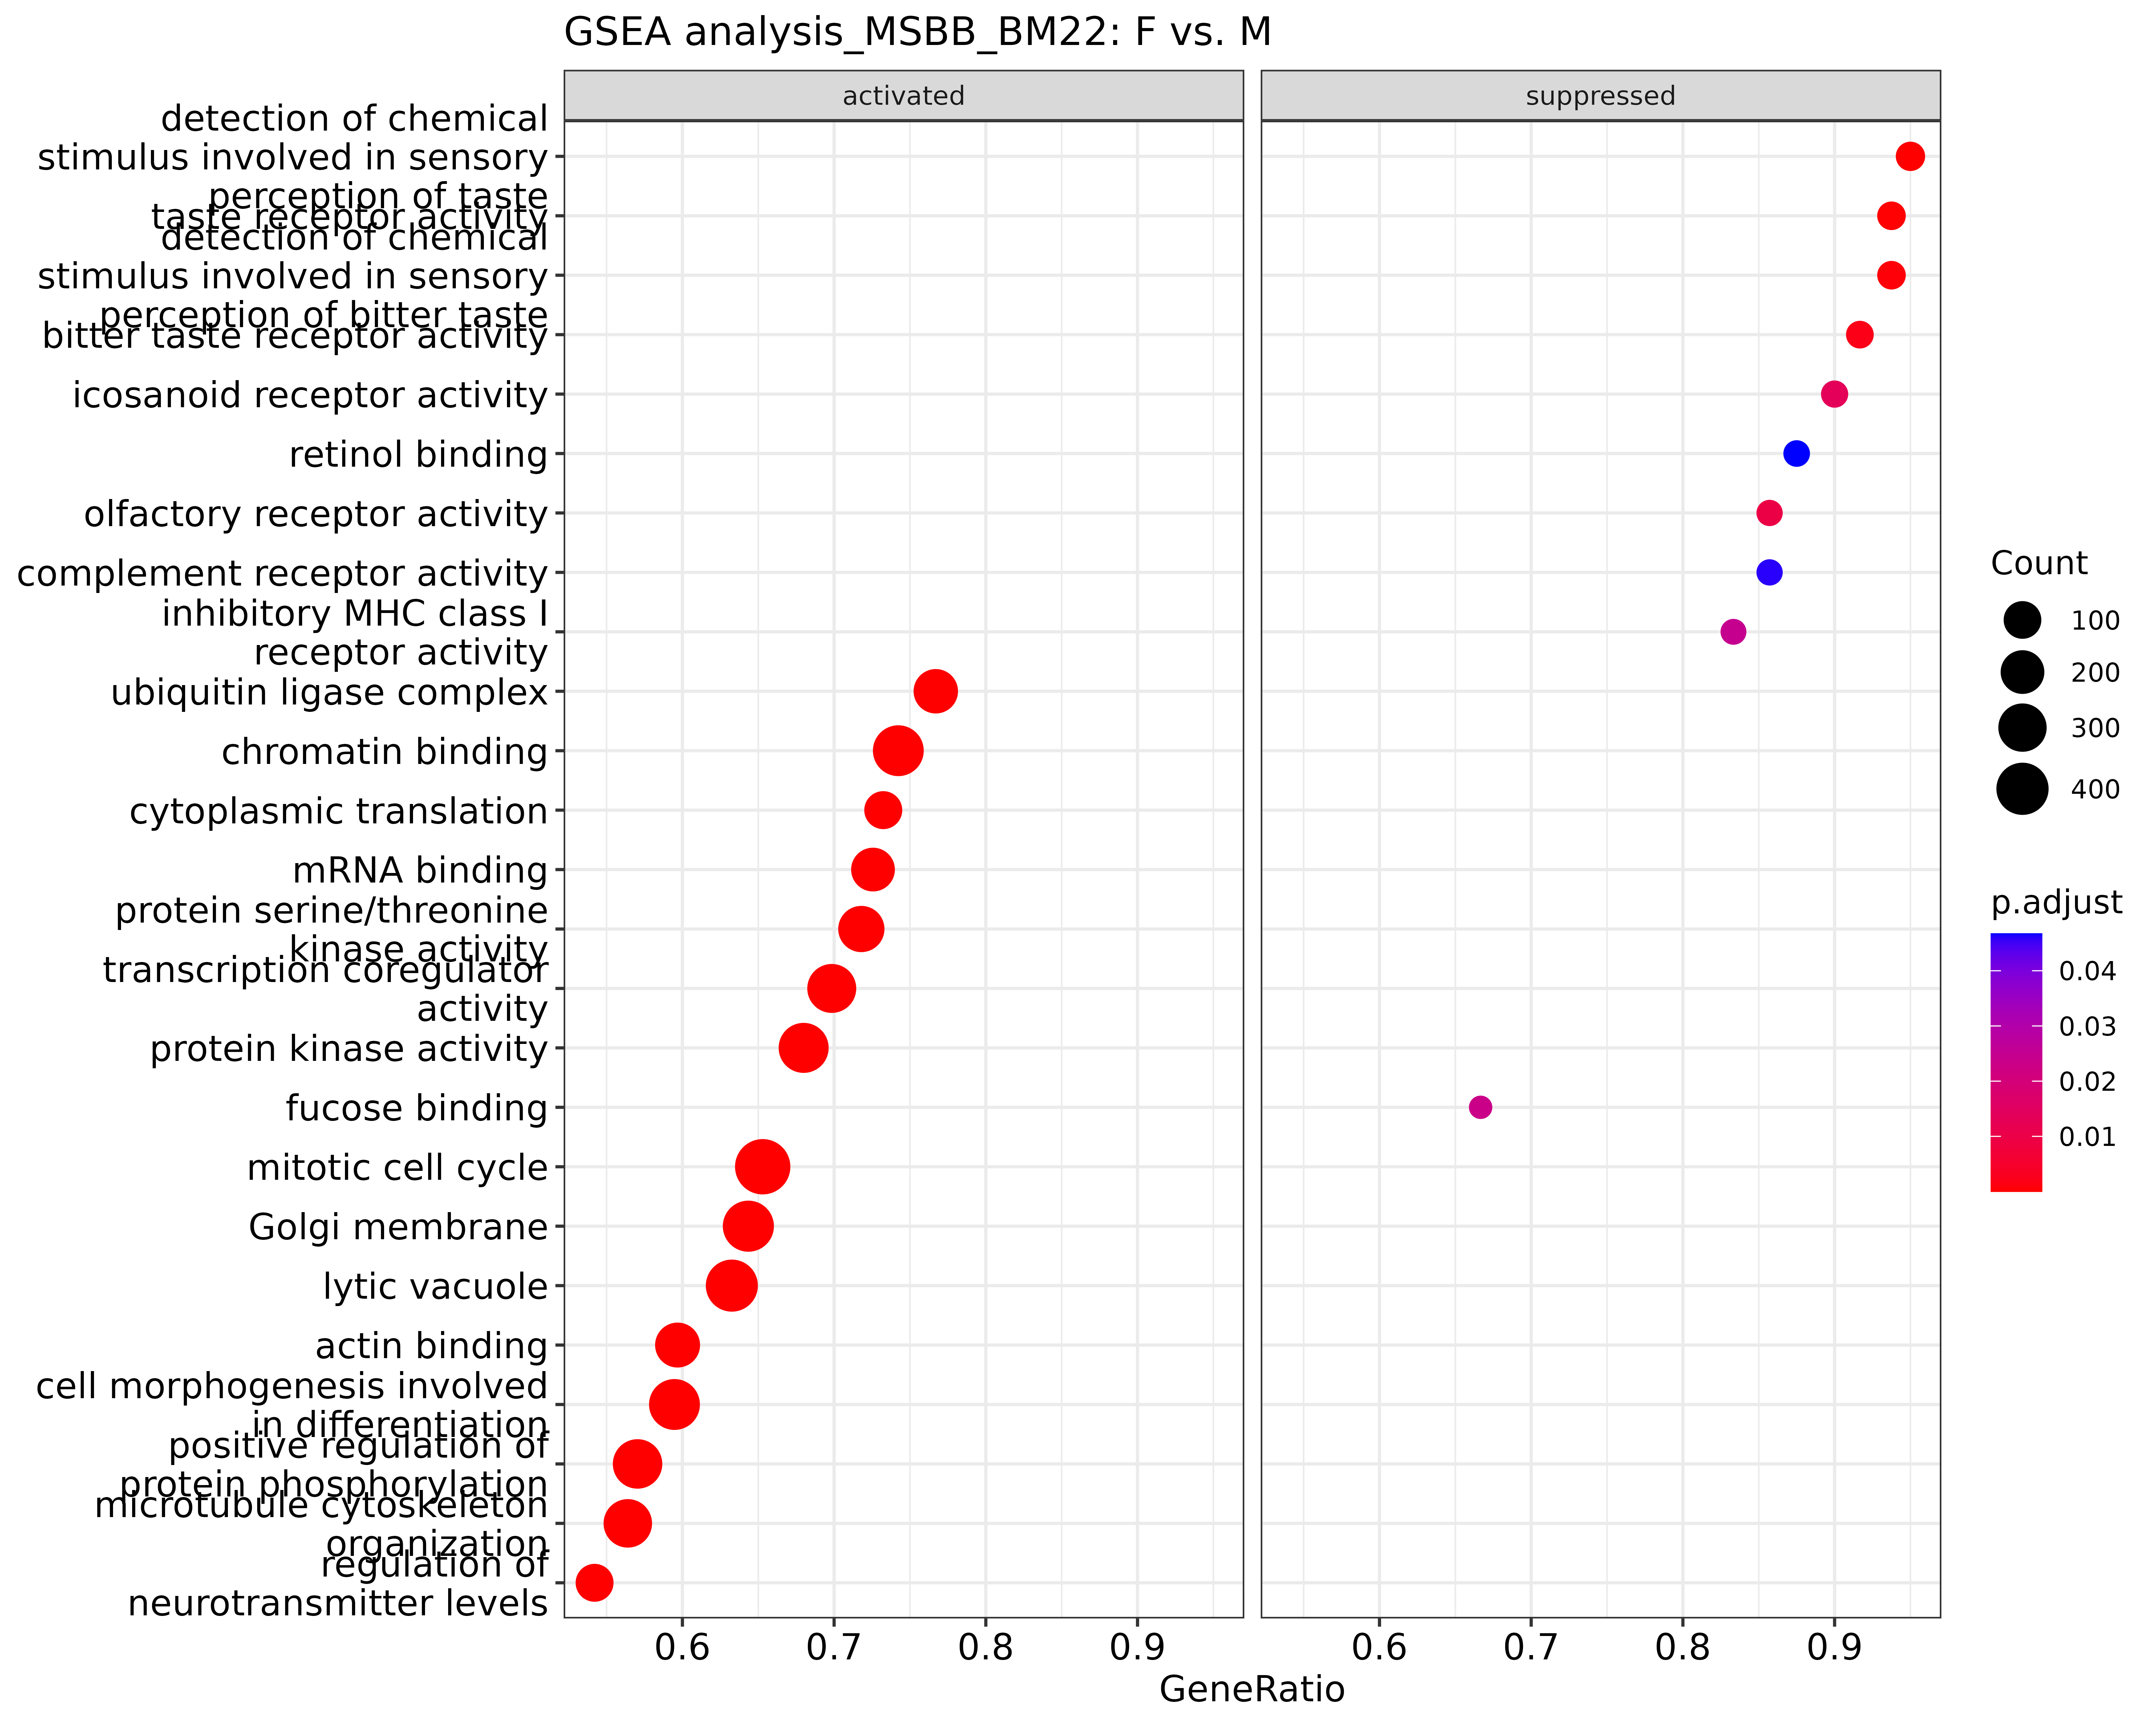 GSEA analysis_MSBB_BM22: F vs. M
activated
suppressed
detection of chemical
stimulus involved in sensory
perception of taste
taste receptor activity
detection of chemical
stimulus involved in sensory
perception of bitter taste
bitter taste receptor activity
icosanoid receptor activity
retinol binding
olfactory receptor activity
complement receptor activity
inhibitory MHC class I
receptor activity
ubiquitin ligase complex
chromatin binding
cytoplasmic translation
mRNA binding
protein serine/threonine
kinase activity
transcription coregulator
activity
protein kinase activity
fucose binding
mitotic cell cycle
Golgi membrane
lytic vacuole
actin binding
cell morphogenesis involved
in differentiation
positive regulation of
protein phosphorylation
microtubule cytoskeleton
organization
regulation of
neurotransmitter levels
0.6 0.7 0.8 0.9
0.6 0.7 0.8 0.9
GeneRatio
Count
100
200
300
400
p.adjust
0.04
0.03
0.02
0.01